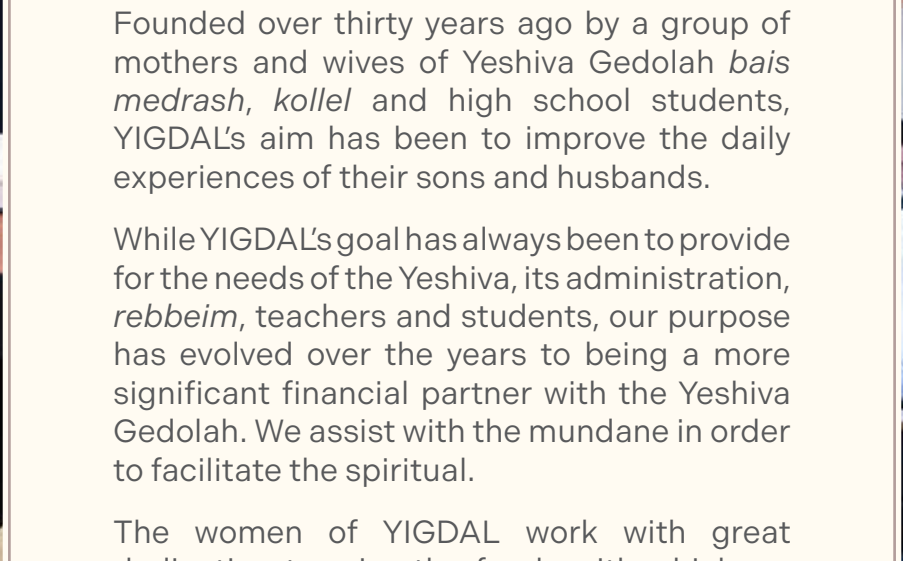 Founded over thirty years ago by a group of
mothers and wives of Yeshiva Gedolah bais
medrash, kollel and high school students,
YIGDAL’s aim has been to improve the daily
experiences of their sons and husbands.
While YIGDAL’s goal has always been to provide
for the needs of the Yeshiva, its administration,
rebbeim, teachers and students, our purpose
has evolved over the years to being a more
significant financial partner with the Yeshiva
Gedolah. We assist with the mundane in order
to facilitate the spiritual.
The women of YIGDAL work with great